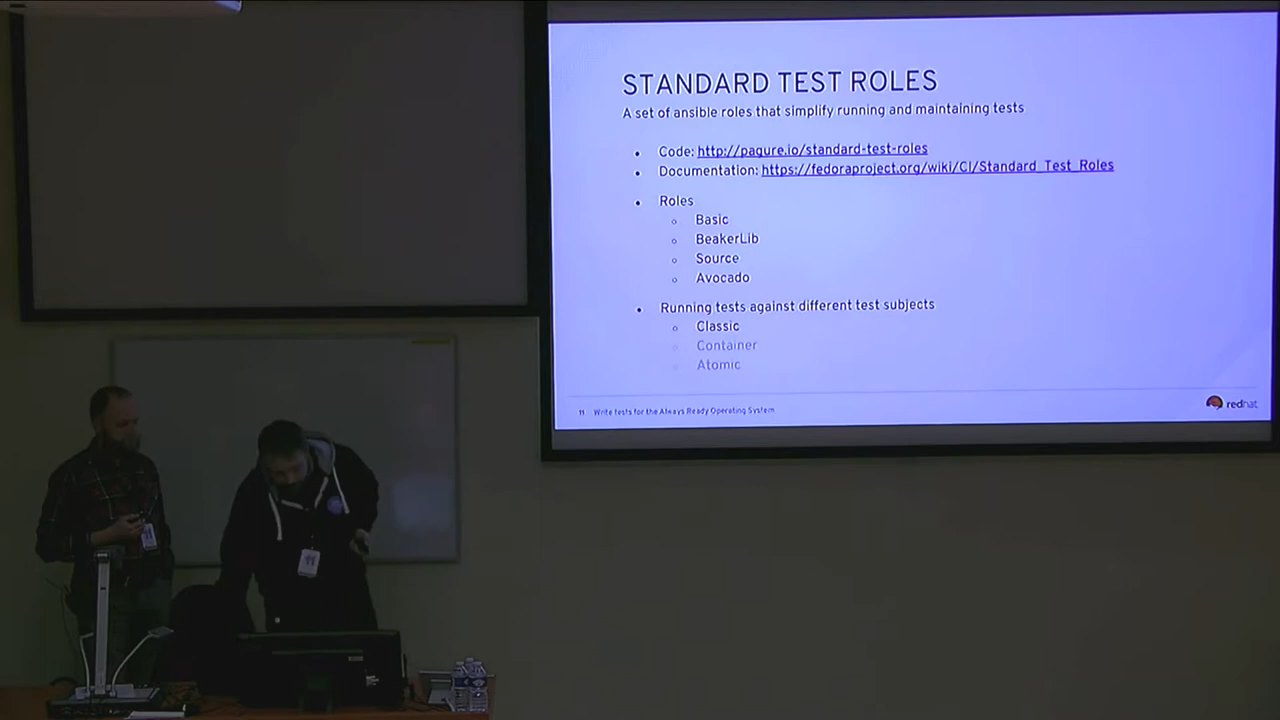 STANDARD TEST ROLES
A set of ansible roles that simplify running and maintaining tests
• Code: http://pagure.io/standard-test-roles
• Documentation: https://fedoraproject.org/wiki/CI/Standard_Test_Roles
• Roles
○ Basic
○ BeakerLib
○ Source
○ Avocado
• Running tests against different test subjects
○ Classic
○ Container
○ Atomic
11 Write tests for the Always Ready Operating System
redhat